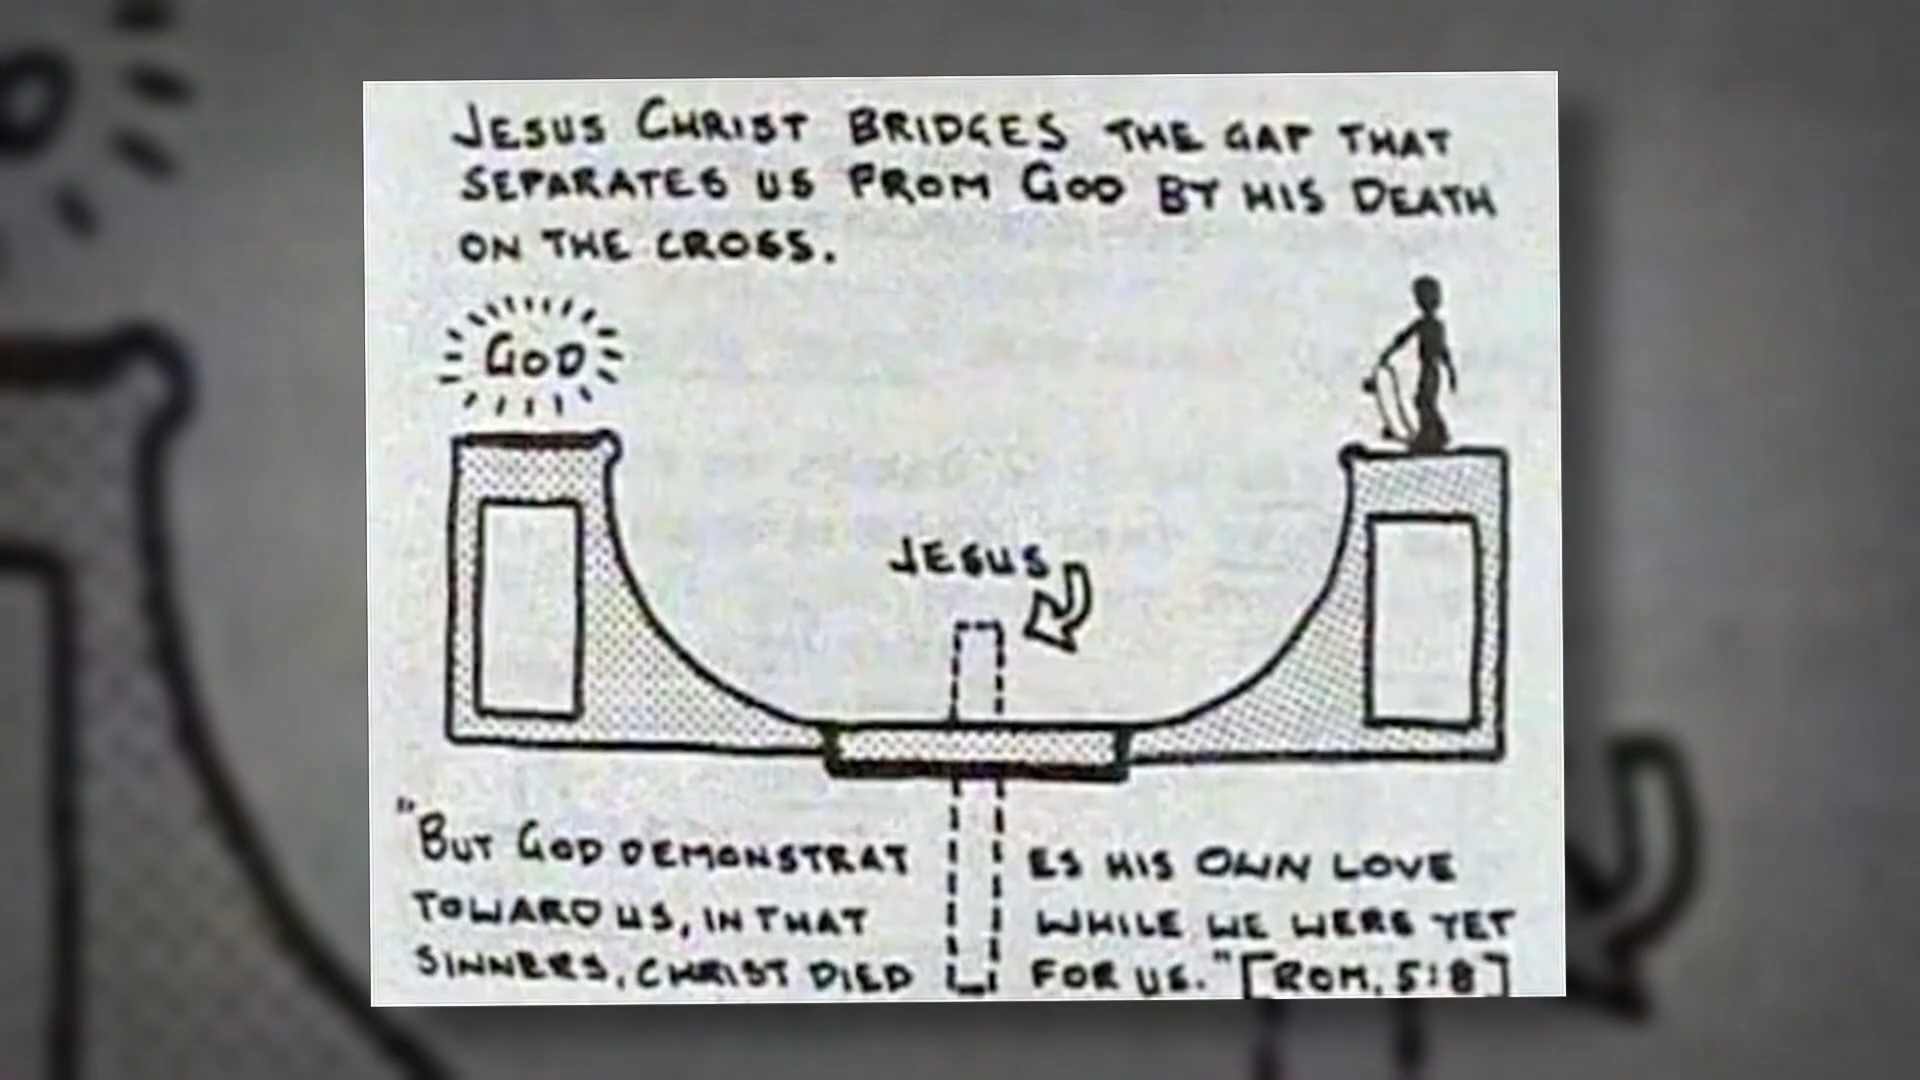 JESUS CHRIST BRIDGES THE GAP THAT
SEPARATES US FROM GOD BY HIS DEATH
ON THE CROSS.
GOD
JESUS
"BUT GOD DEMONSTRAT ES HIS OWN LOVE
TOWARD US, IN THAT WHILE WE WERE YET
SINNERS, CHRIST DIED FOR US." [ROM. 5:8]